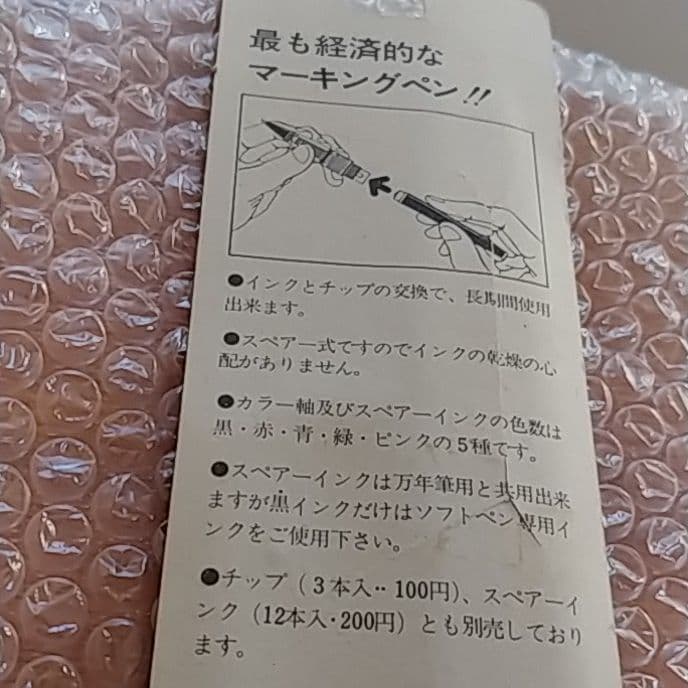 最も経済的な
マーキングペン!!
●インクとチップの交換で、長期間使用
出来ます。
●スペアー式ですのでインクの乾燥の心
配がありません。
●カラー軸及びスペアーインクの色数は
黒・赤・青・緑・ピンクの5種です。
●スペアーインクは万年筆用と共用出来
ますが黒インクだけはソフトペン専用イ
ンクをご使用下さい。
●チップ(3本入‥100円)、スペアーイ
ンク(12本入・200円)とも別売しており
ます。